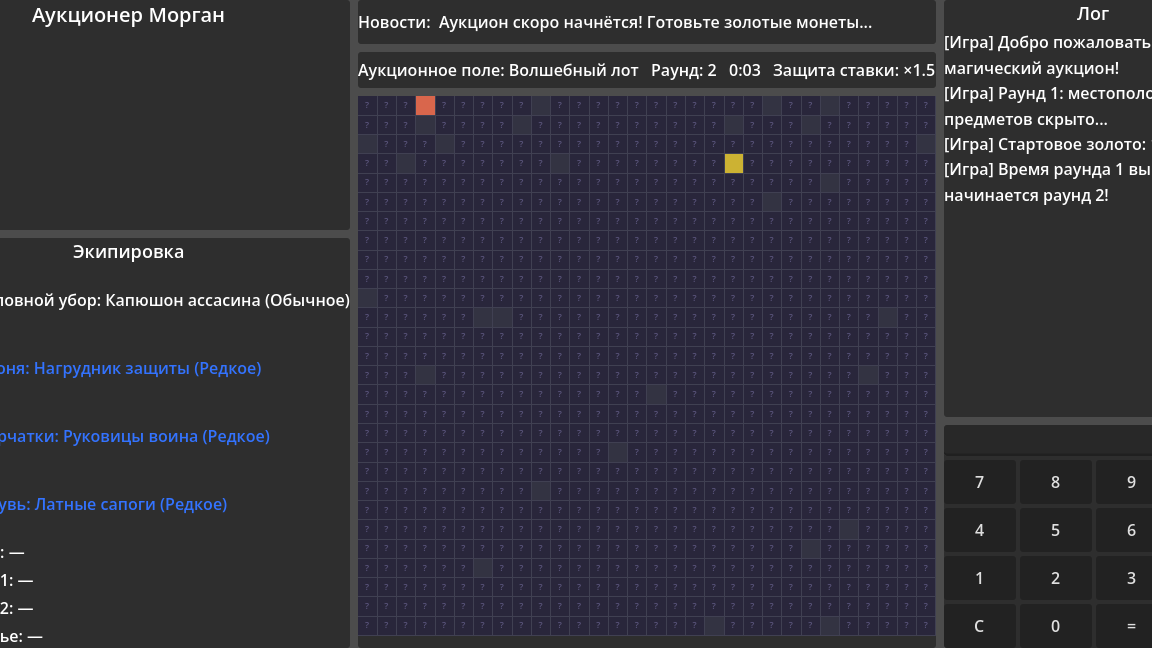 Аукционер Морган
Экипировка
ловной убор: Капюшон ассасина (Обычное)
оня: Нагрудник защиты (Редкое)
рчатки: Руковицы воина (Редкое)
увь: Латные сапоги (Редкое)
: —
1: —
2: —
ье: —
Новости: Аукцион скоро начнётся! Готовьте золотые монеты...
Аукционное поле: Волшебный лот Раунд: 2 0:03 Защита ставки: ×1.5
Лог
[Игра] Добро пожаловать
магический аукцион!
[Игра] Раунд 1: местополо
предметов скрыто...
[Игра] Стартовое золото:
[Игра] Время раунда 1 вы
начинается раунд 2!
7 8 9
4 5 6
1 2 3
C 0 =